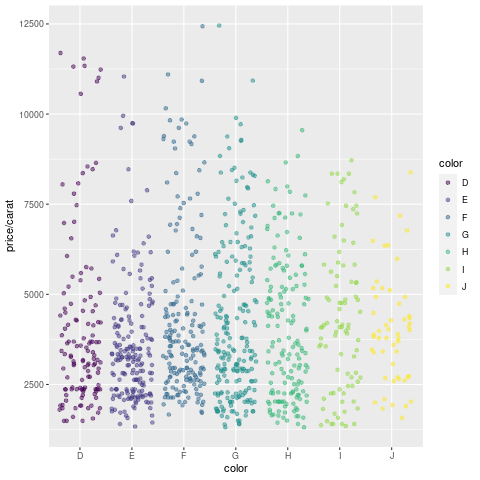 12500
10000
7500
5000
2500
price/carat
D E F G H I J
color
color
D
E
F
G
H
I
J